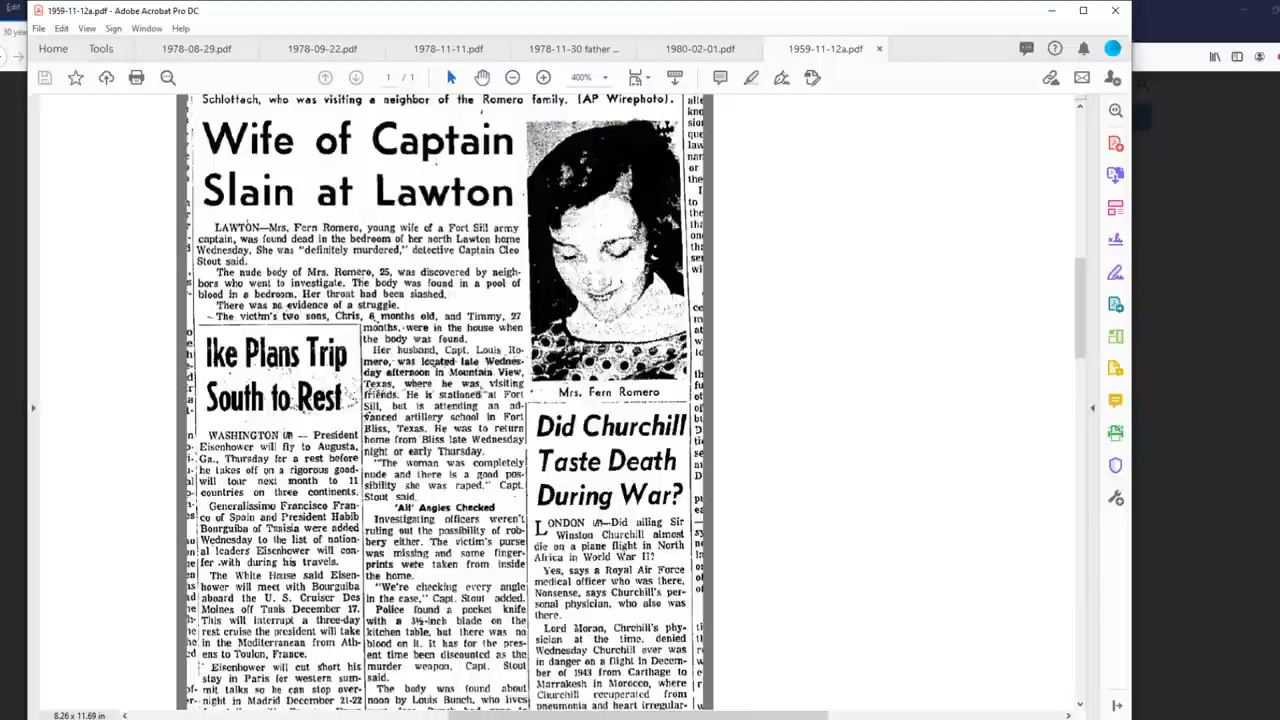 Edit
30 year
1959-11-12a.pdf - Adobe Acrobat Pro DC
File Edit View Sign Window Help
Home Tools 1978-08-29.pdf 1978-09-22.pdf 1978-11-11.pdf 1978-11-30 father ... 1980-02-01.pdf 1959-11-12a.pdf
1 / 1 400%
Schlottach, who was visiting a neighbor of the Romero family. (AP Wirephoto).
Wife of Captain
Slain at Lawton
LAWTON—Mrs. Fern Romero, young wife of a Fort Sill army
captain, was found dead in the bedroom of her north Lawton home
Wednesday. She was "definitely murdered," detective Captain Cleo
Stout said.
The nude body of Mrs. Romero, 25, was discovered by neigh-
bors who went to investigate. The body was found in a pool of
blood in a bedroom. Her throat had been slashed.
There was no evidence of a struggle.
The victim's two sons, Chris, 6 months old, and Timmy, 27
months, were in the house when
the body was found.
Her husband, Capt. Louis Ro-
mero, was located late Wednes-
day afternoon in Mountain View,
Texas, where he was visiting
friends. He is stationed at Fort
Sill, but is attending an ad-
vanced artillery school in Fort
Bliss, Texas. He was to return
home from Bliss late Wednesday
night or early Thursday.
"The woman was completely
nude and there is a good pos-
sibility she was raped," Capt.
Stout said.
'All' Angles Checked
Investigating officers weren't
ruling out the possibility of rob-
bery either. The victim's purse
was missing and some finger-
prints were taken from inside
the home.
"We're checking every angle
in the case," Capt. Stout added.
Police found a pocket knife
with a 3½-inch blade on the
kitchen table, but there was no
blood on it. It has for the pres-
ent time been discounted as the
murder weapon, Capt. Stout
said.
The body was found about
noon by Louis Bunch, who lives
Ike Plans Trip
South to Rest
WASHINGTON (AP) — President
Eisenhower will fly to Augusta,
Ga., Thursday for a rest before
he takes off on a rigorous good-
will tour next month to 11
countries on three continents.
Generalissimo Francisco Fran-
co of Spain and President Habib
Bourguiba of Tunisia were added
Wednesday to the list of nation-
al leaders Eisenhower will con-
fer with during his travels.
The White House said Eisen-
hower will meet with Bourguiba
aboard the U. S. Cruiser Des
Moines off Tunis December 17.
This will interrupt a three-day
rest cruise the president will take
in the Mediterranean from Ath-
ens to Toulon, France.
Eisenhower will cut short his
stay in Paris for western sum-
mit talks so he can stop over-
night in Madrid December 21-22
Mrs. Fern Romero
Did Churchill
Taste Death
During War?
LONDON (AP)—Did ailing Sir
Winston Churchill almost
die on a plane flight in North
Africa in World War II?
Yes, says a Royal Air Force
medical officer who was there.
Nonsense, says Churchill's per-
sonal physician, who also was
there.
Lord Moran, Chrchill's phy-
sician at the time, denied
Wednesday Churchill ever was
in danger on a flight in Decem-
ber of 1943 from Carthage to
Marrakesh in Morocco, where
Churchill recuperated from
pneumonia and heart irregular-
8.26 x 11.69 in